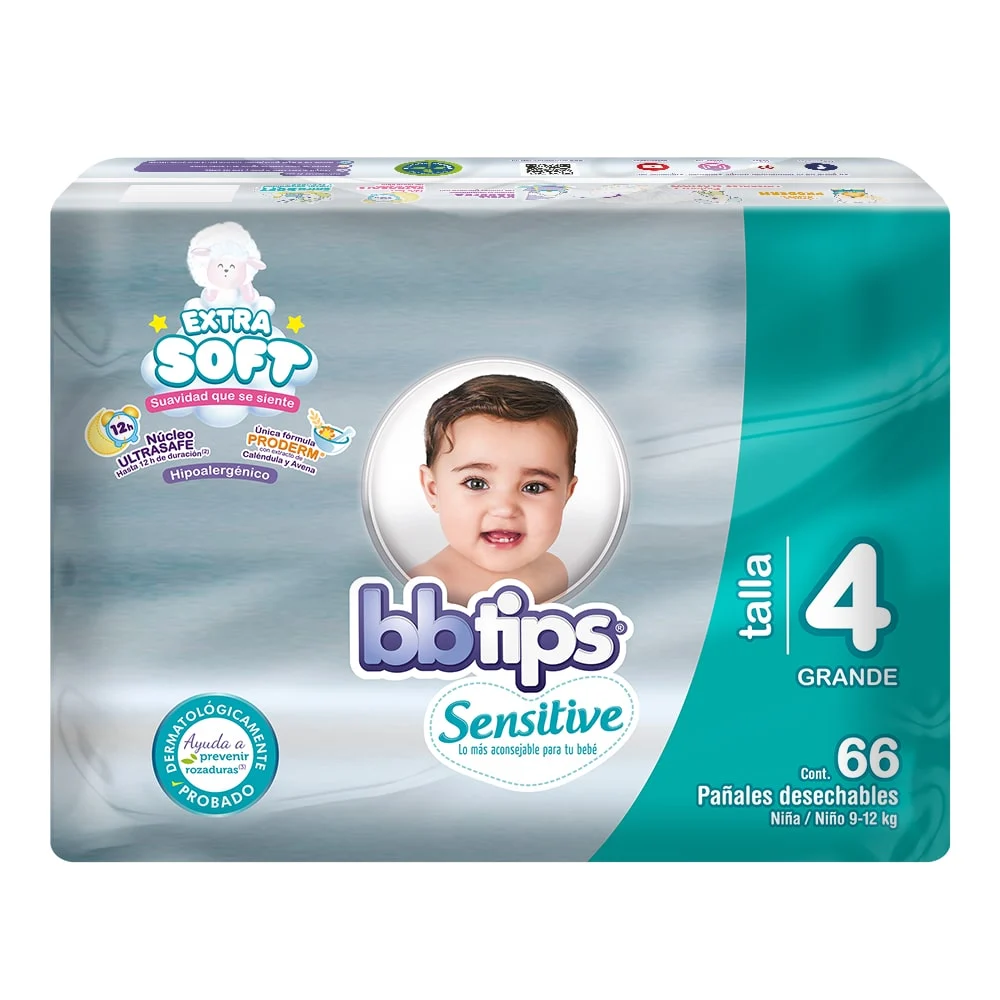 EXTRA
SOFT
Suavidad que se siente
12h
Núcleo
ULTRASAFE
Hasta 12 h de duración(2)
Única fórmula
PRODERM®
con extracto de
Caléndula y Avena
Hipoalergénico
bbtips®
Sensitive
Lo más aconsejable para tu bebé
talla
4
GRANDE
DERMATOLÓGICAMENTE
Ayuda a
prevenir
rozaduras(3)
PROBADO
Cont. 66
Pañales desechables
Niña / Niño 9-12 kg